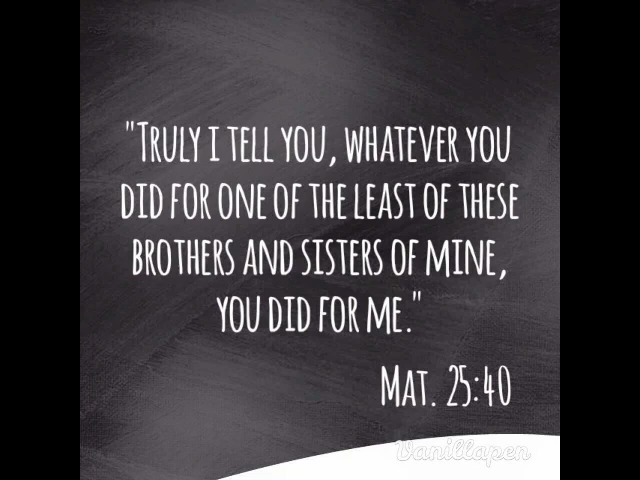 "Truly I tell you, whatever you
did for one of the least of these
brothers and sisters of mine,
you did for me."
Mat. 25:40
Vanillapen